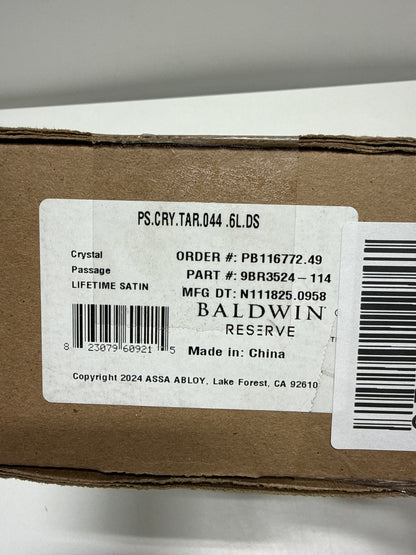 PS.CRY.TAR.044 .6L.DS
Crystal
Passage
LIFETIME SATIN
ORDER #: PB116772.49
PART #: 9BR3524-114
MFG DT: N111825.0958
BALDWIN
RESERVE
8 23079 60921 5
Made in: China
Copyright 2024 ASSA ABLOY, Lake Forest, CA 92610